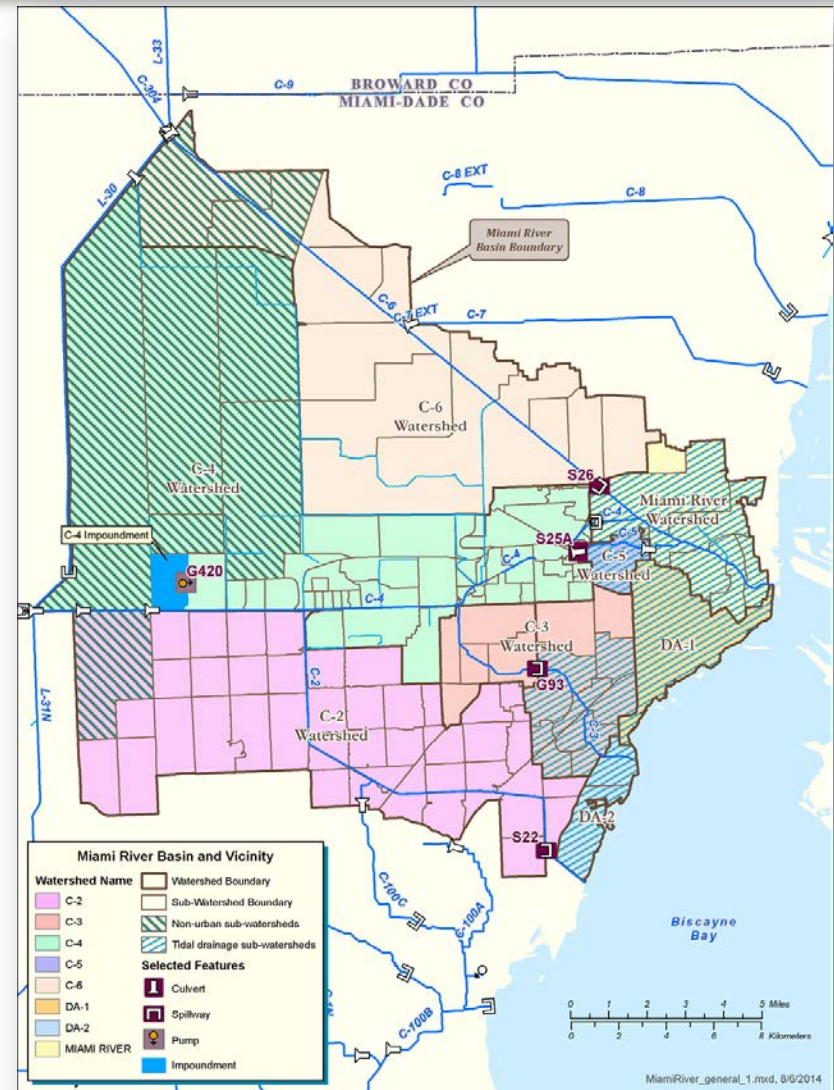 L-33
C-304
C-9
BROWARD CO
MIAMI-DADE CO
L-30
C-8 EXT
C-8
Miami River
Basin Boundary
C-6
C-7 EXT
C-7
C-6
Watershed
C-4
Watershed
S26
Miami River
Watershed
C-4
C-4 Impoundment
S25A
C-5
C-5
Watershed
G420
C-4
C-4
C-3
Watershed
DA-1
C-2
G93
L-31N
C-2
Watershed
C-3
DA-2
S22
C-100C
C-100A
C-1N
C-100B
Biscayne
Bay
Miami River Basin and Vicinity
Watershed Name
C-2
C-3
C-4
C-5
C-6
DA-1
DA-2
MIAMI RIVER
Watershed Boundary
Sub-Watershed Boundary
Non-urban sub-watersheds
Tidal drainage sub-watersheds
Selected Features
Culvert
Spillway
Pump
Impoundment
0 1 2 3 4 5 Miles
0 2 4 6 8 Kilometers
MiamiRiver_general_1.mxd, 8/6/2014